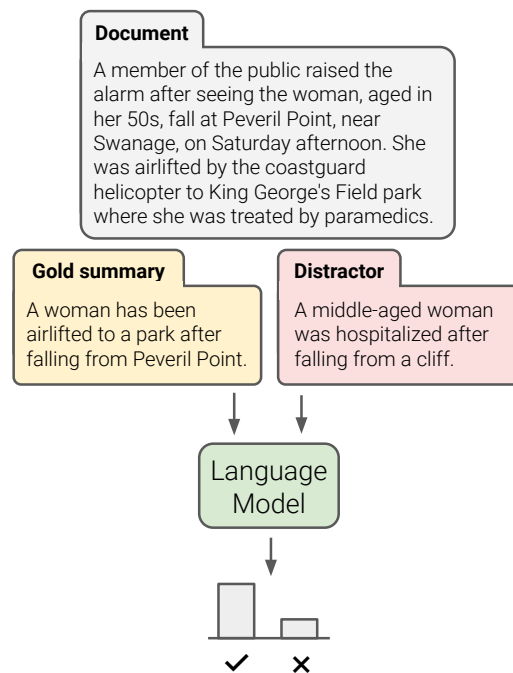 Document
A member of the public raised the
alarm after seeing the woman, aged in
her 50s, fall at Peveril Point, near
Swanage, on Saturday afternoon. She
was airlifted by the coastguard
helicopter to King George's Field park
where she was treated by paramedics.
Gold summary
A woman has been
airlifted to a park after
falling from Peveril Point.
Distractor
A middle-aged woman
was hospitalized after
falling from a cliff.
Language
Model